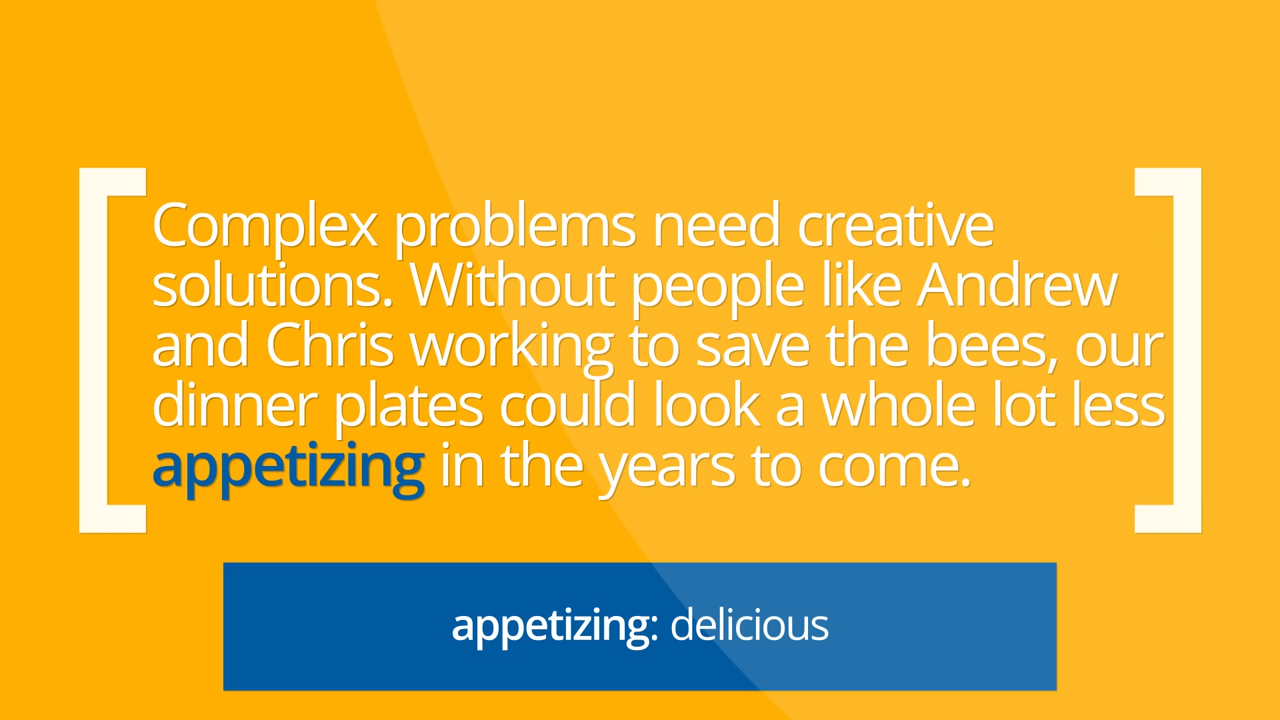 Complex problems need creative
solutions. Without people like Andrew
and Chris working to save the bees, our
dinner plates could look a whole lot less
appetizing in the years to come.
appetizing: delicious